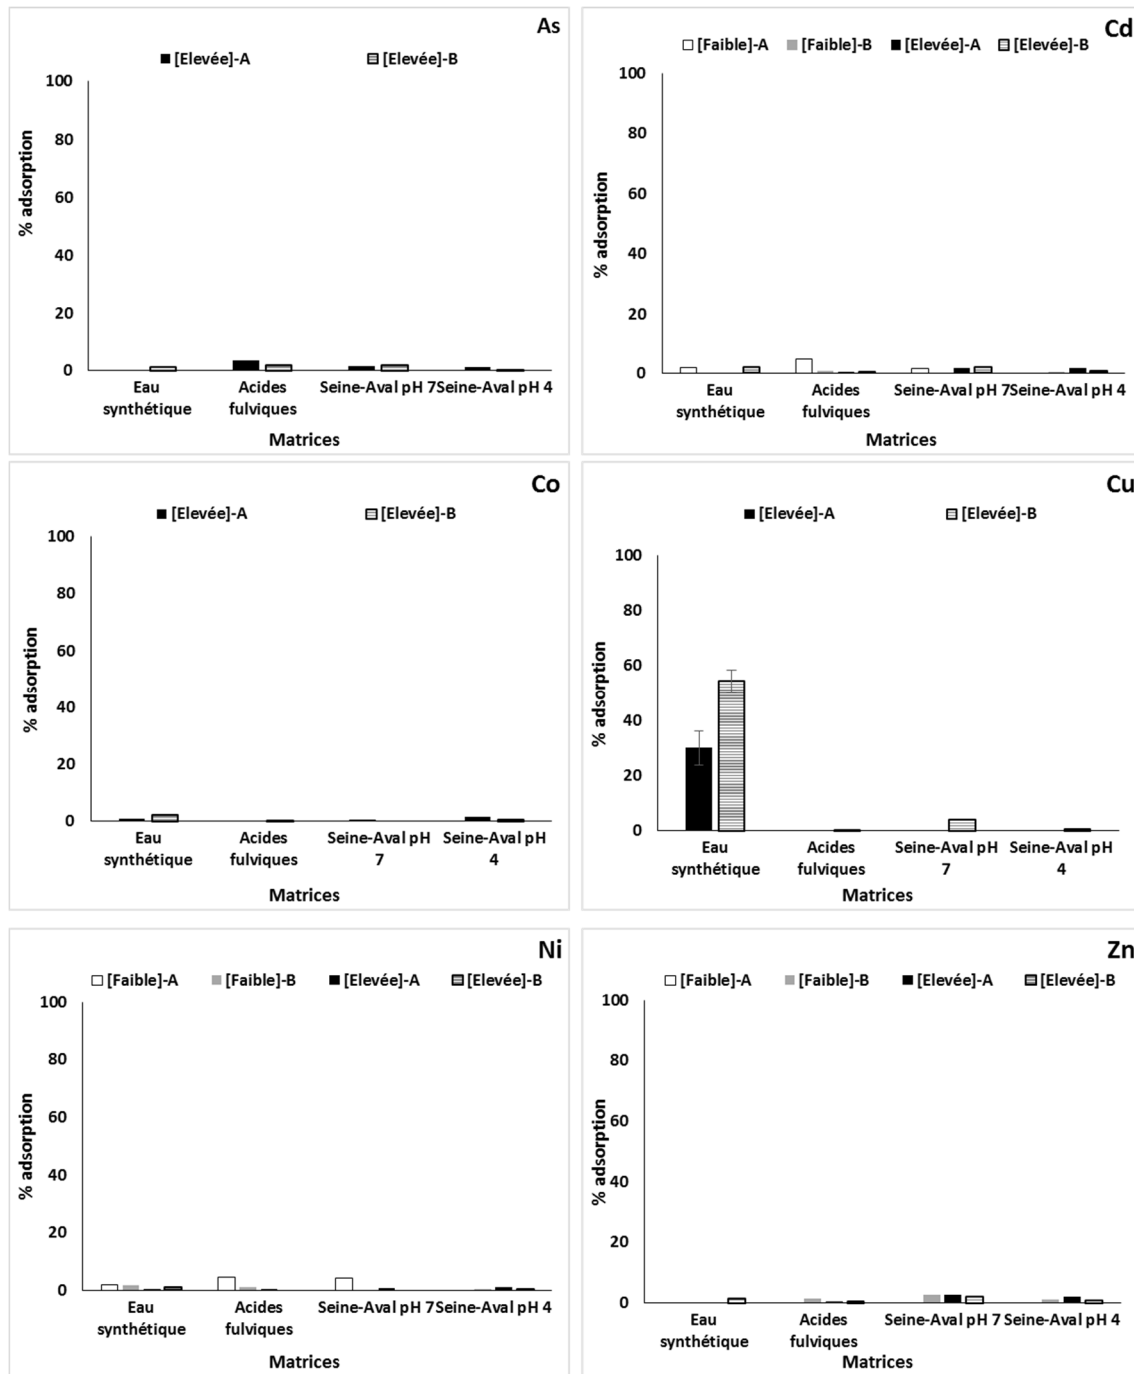 As
[Elevée]-A [Elevée]-B
100
80
60
40
20
0
% adsorption
Eau synthétique
Acides fulviques
Seine-Aval pH 7
Seine-Aval pH 4
Matrices
Cd
[Faible]-A [Faible]-B [Elevée]-A [Elevée]-B
100
80
60
40
20
0
% adsorption
Eau synthétique
Acides fulviques
Seine-Aval pH 7
Seine-Aval pH 4
Matrices
Co
[Elevée]-A [Elevée]-B
100
80
60
40
20
0
% adsorption
Eau synthétique
Acides fulviques
Seine-Aval pH 7
Seine-Aval pH 4
Matrices
Cu
[Elevée]-A [Elevée]-B
100
80
60
40
20
0
% adsorption
Eau synthétique
Acides fulviques
Seine-Aval pH 7
Seine-Aval pH 4
Matrices
Ni
[Faible]-A [Faible]-B [Elevée]-A [Elevée]-B
100
80
60
40
20
0
% adsorption
Eau synthétique
Acides fulviques
Seine-Aval pH 7
Seine-Aval pH 4
Matrices
Zn
[Faible]-A [Faible]-B [Elevée]-A [Elevée]-B
100
80
60
40
20
0
% adsorption
Eau synthétique
Acides fulviques
Seine-Aval pH 7
Seine-Aval pH 4
Matrices